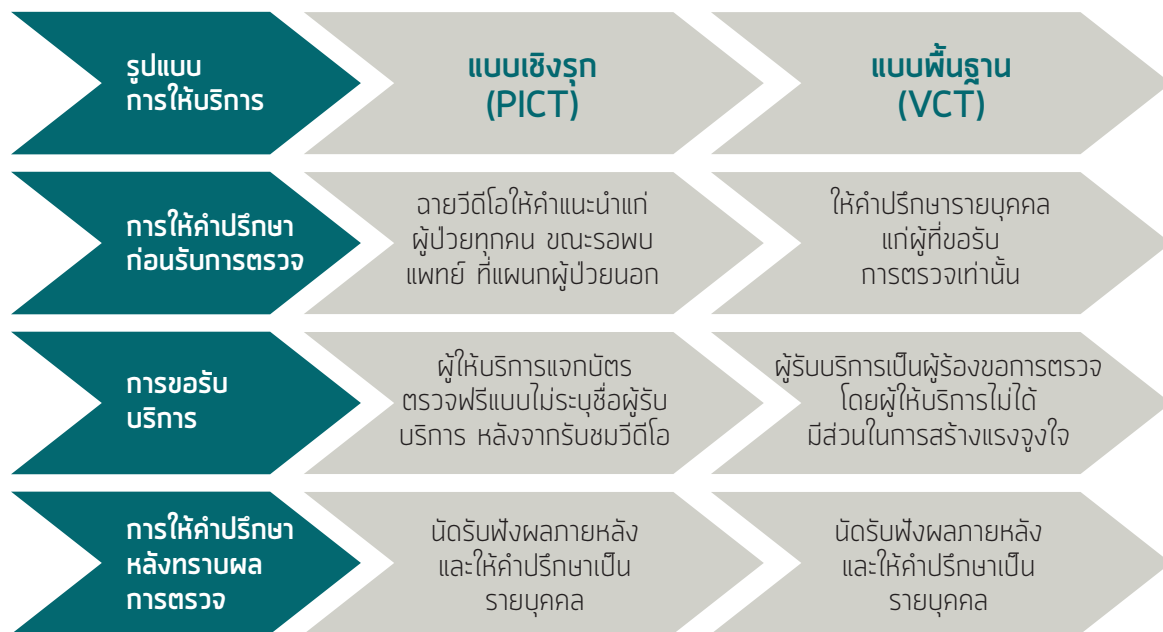 รูปแบบ
การให้บริการ
แบบเชิงรุก
(PICT)
แบบพื้นฐาน
(VCT)
การให้คำปรึกษา
ก่อนรับการตรวจ
ฉายวีดีโอให้คำแนะนำแก่
ผู้ป่วยทุกคน ขณะรอพบ
แพทย์ ที่แผนกผู้ป่วยนอก
ให้คำปรึกษารายบุคคล
แก่ผู้ที่ขอรับ
การตรวจเท่านั้น
การขอรับ
บริการ
ผู้ให้บริการแจกบัตร
ตรวจฟรีแบบไม่ระบุชื่อผู้รับ
บริการ หลังจากรับชมวีดีโอ
ผู้รับบริการเป็นผู้ร้องขอการตรวจ
โดยผู้ให้บริการไม่ได้
มีส่วนในการสร้างแรงจูงใจ
การให้คำปรึกษา
หลังทราบผล
การตรวจ
นัดรับฟังผลภายหลัง
และให้คำปรึกษาเป็น
รายบุคคล
นัดรับฟังผลภายหลัง
และให้คำปรึกษาเป็น
รายบุคคล